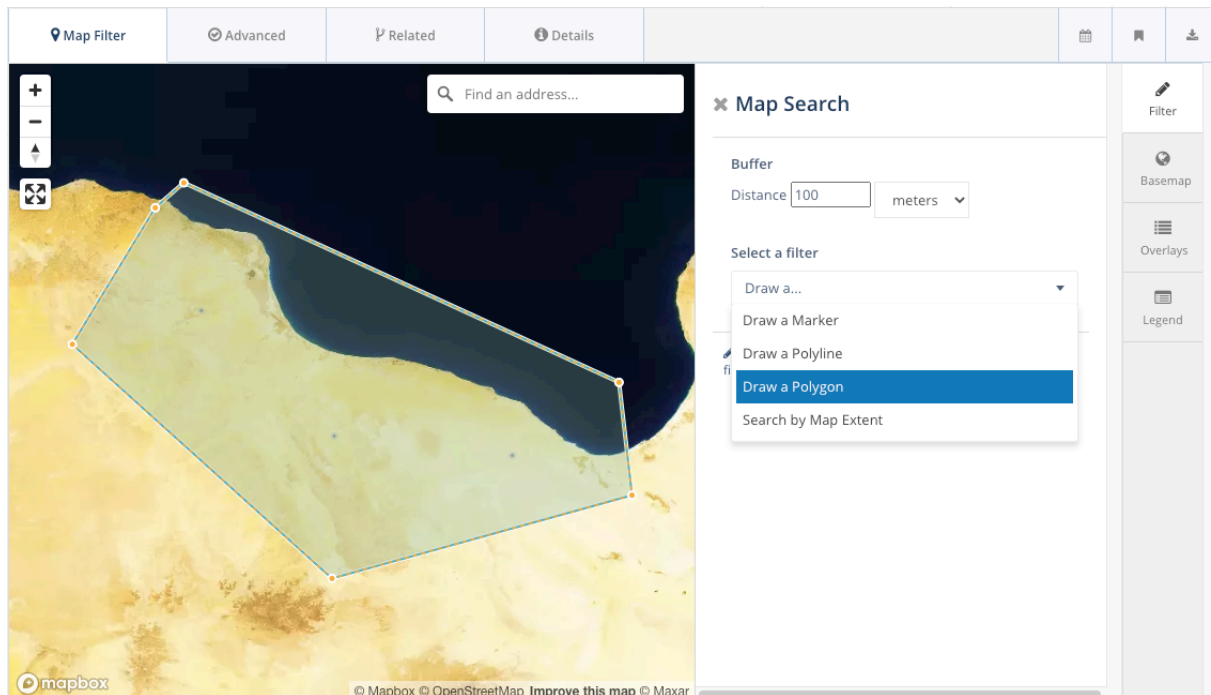 Map Filter
Advanced
Related
Details
Find an address...
Map Search
Filter
Buffer
Distance 100 meters
Basemap
Select a filter
Overlays
Draw a...
Draw a Marker
Legend
Draw a Polyline
fi
Draw a Polygon
Search by Map Extent
mapbox
© Mapbox © OpenStreetMap Improve this map © Maxar